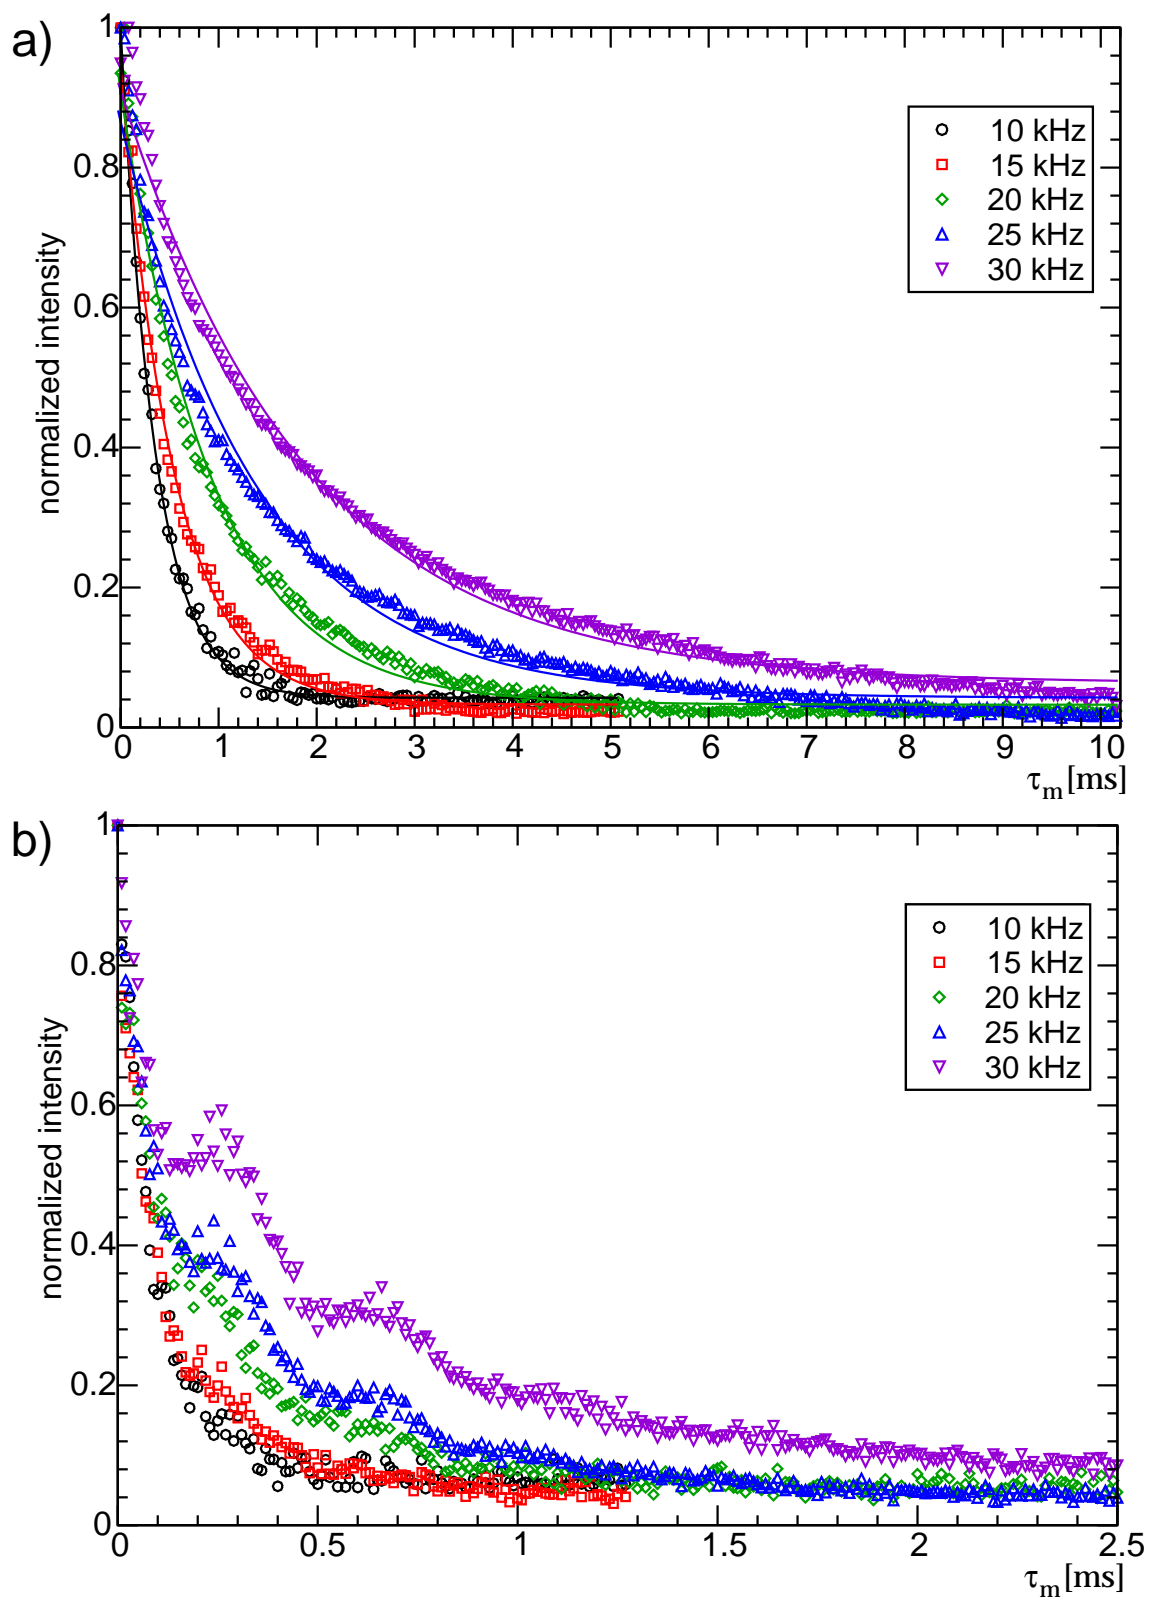 a)
normalized intensity
1
0.8
0.6
0.4
0.2
0
10 kHz
15 kHz
20 kHz
25 kHz
30 kHz
0 1 2 3 4 5 6 7 8 9 10
τm[ms]
b)
normalized intensity
1
0.8
0.6
0.4
0.2
0
10 kHz
15 kHz
20 kHz
25 kHz
30 kHz
0 0.5 1 1.5 2 2.5
τm[ms]